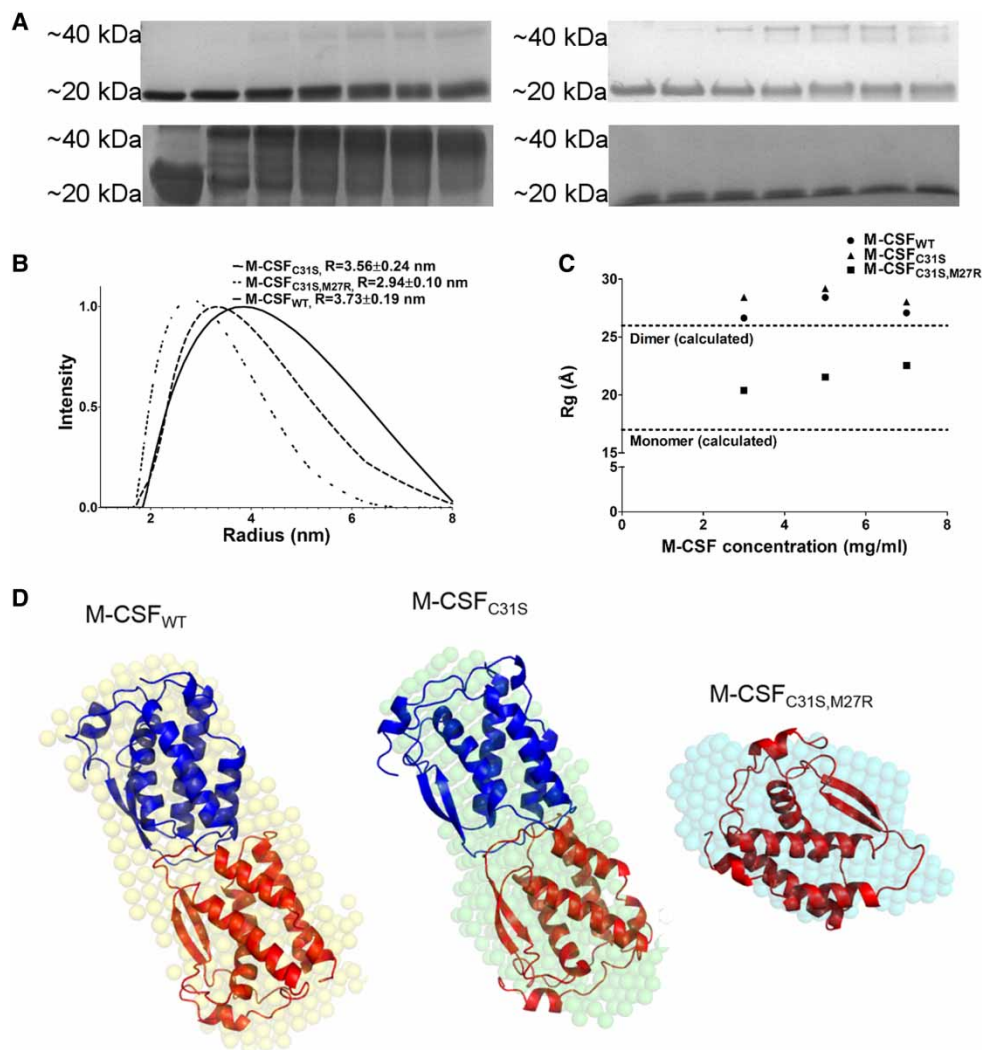 A
~40 kDa
~20 kDa
~40 kDa
~20 kDa
~40 kDa
~20 kDa
~40 kDa
~20 kDa
B
M-CSFC31S, R=3.56±0.24 nm
M-CSFC31S,M27R, R=2.94±0.10 nm
M-CSFWT, R=3.73±0.19 nm
1.0
0.5
0.0
Intensity
2 4 6 8
Radius (nm)
C
M-CSFWT
M-CSFC31S
M-CSFC31S,M27R
30
25
20
15
5
0
Rg (Å)
Dimer (calculated)
Monomer (calculated)
0 2 4 6 8
M-CSF concentration (mg/ml)
D
M-CSFWT
M-CSFC31S
M-CSFC31S,M27R